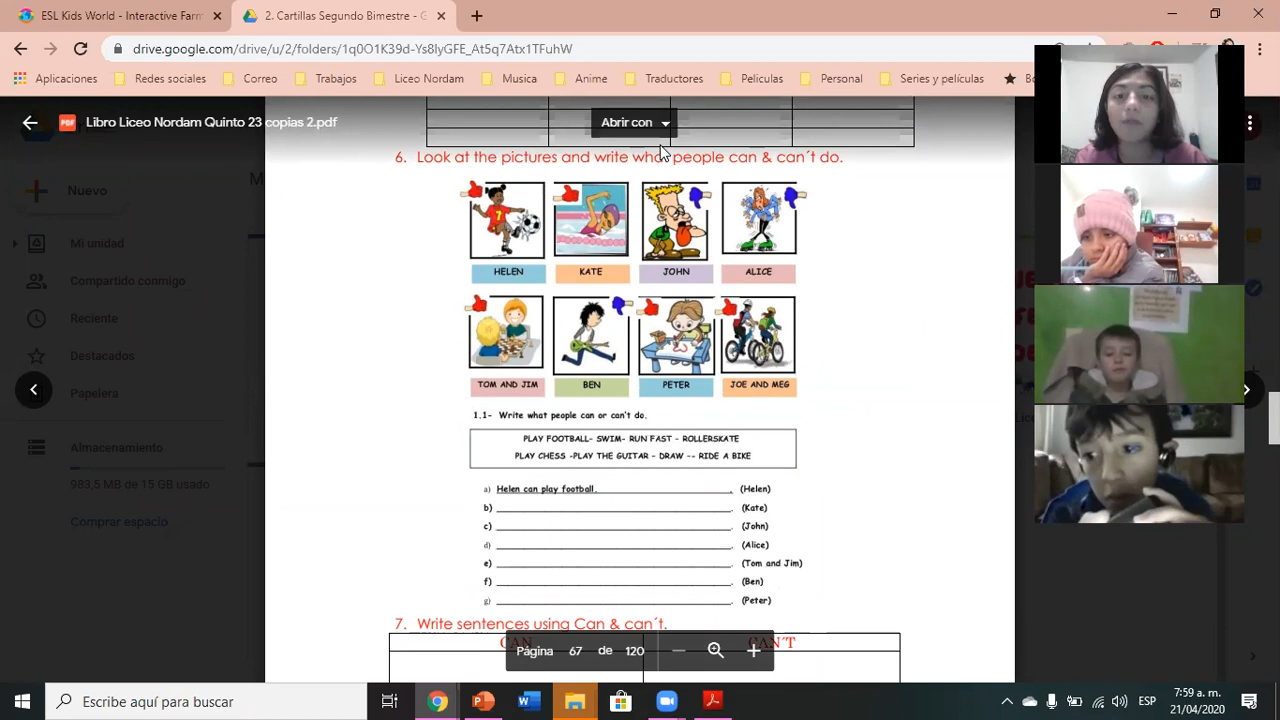 ESL Kids World - Interactive Farm
2. Cartillas Segundo Bimestre - G
drive.google.com/drive/u/2/folders/1q0O1K39d-Ys8lyGFE_At5q7Atx1TFuhW
Aplicaciones Redes sociales Correo Trabajos Liceo Nordam Musica Anime Traductores Peliculas Personal Series y películas
PDF Libro Liceo Nordam Quinto 23 copias 2.pdf
Abrir con
Nuevo
Mi unidad
Compartido conmigo
Reciente
Destacados
Papelera
Almacenamiento
983,5 MB de 15 GB usado
Comprar espacio
6. Look at the pictures and write what people can & can´t do.
7
HELEN KATE JOHN ALICE
TOM AND JIM BEN PETER JOE AND MEG
1.1- Write what people can or can't do.
PLAY FOOTBALL- SWIM- RUN FAST - ROLLERSKATE
PLAY CHESS -PLAY THE GUITAR - DRAW -- RIDE A BIKE
a) Helen can play football. . (Helen)
b) . (Kate)
c) . (John)
d) . (Alice)
e) . (Tom and Jim)
f) . (Ben)
g) . (Peter)
7. Write sentences using Can & can´t.
CAN CAN´T
Página 67 de 120
Escribe aquí para buscar
ESP
7:59 a. m.
21/04/2020